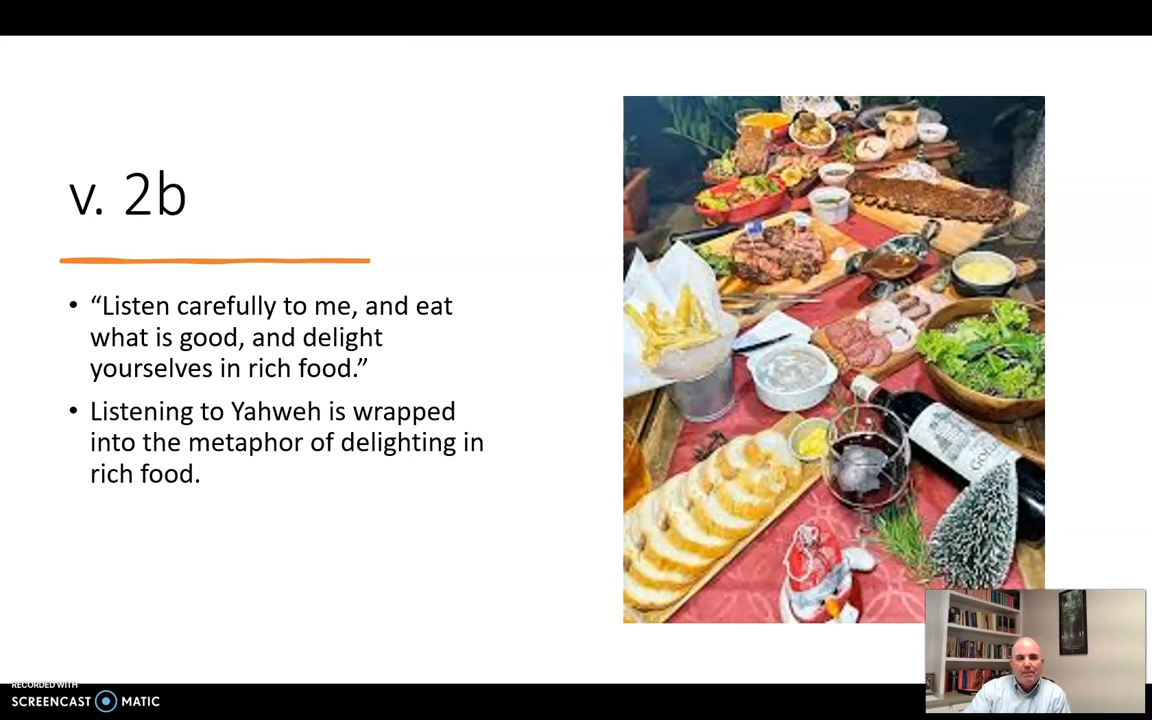 v. 2b
• “Listen carefully to me, and eat
what is good, and delight
yourselves in rich food.”
• Listening to Yahweh is wrapped
into the metaphor of delighting in
rich food.
RECORDED WITH
SCREENCAST MATIC